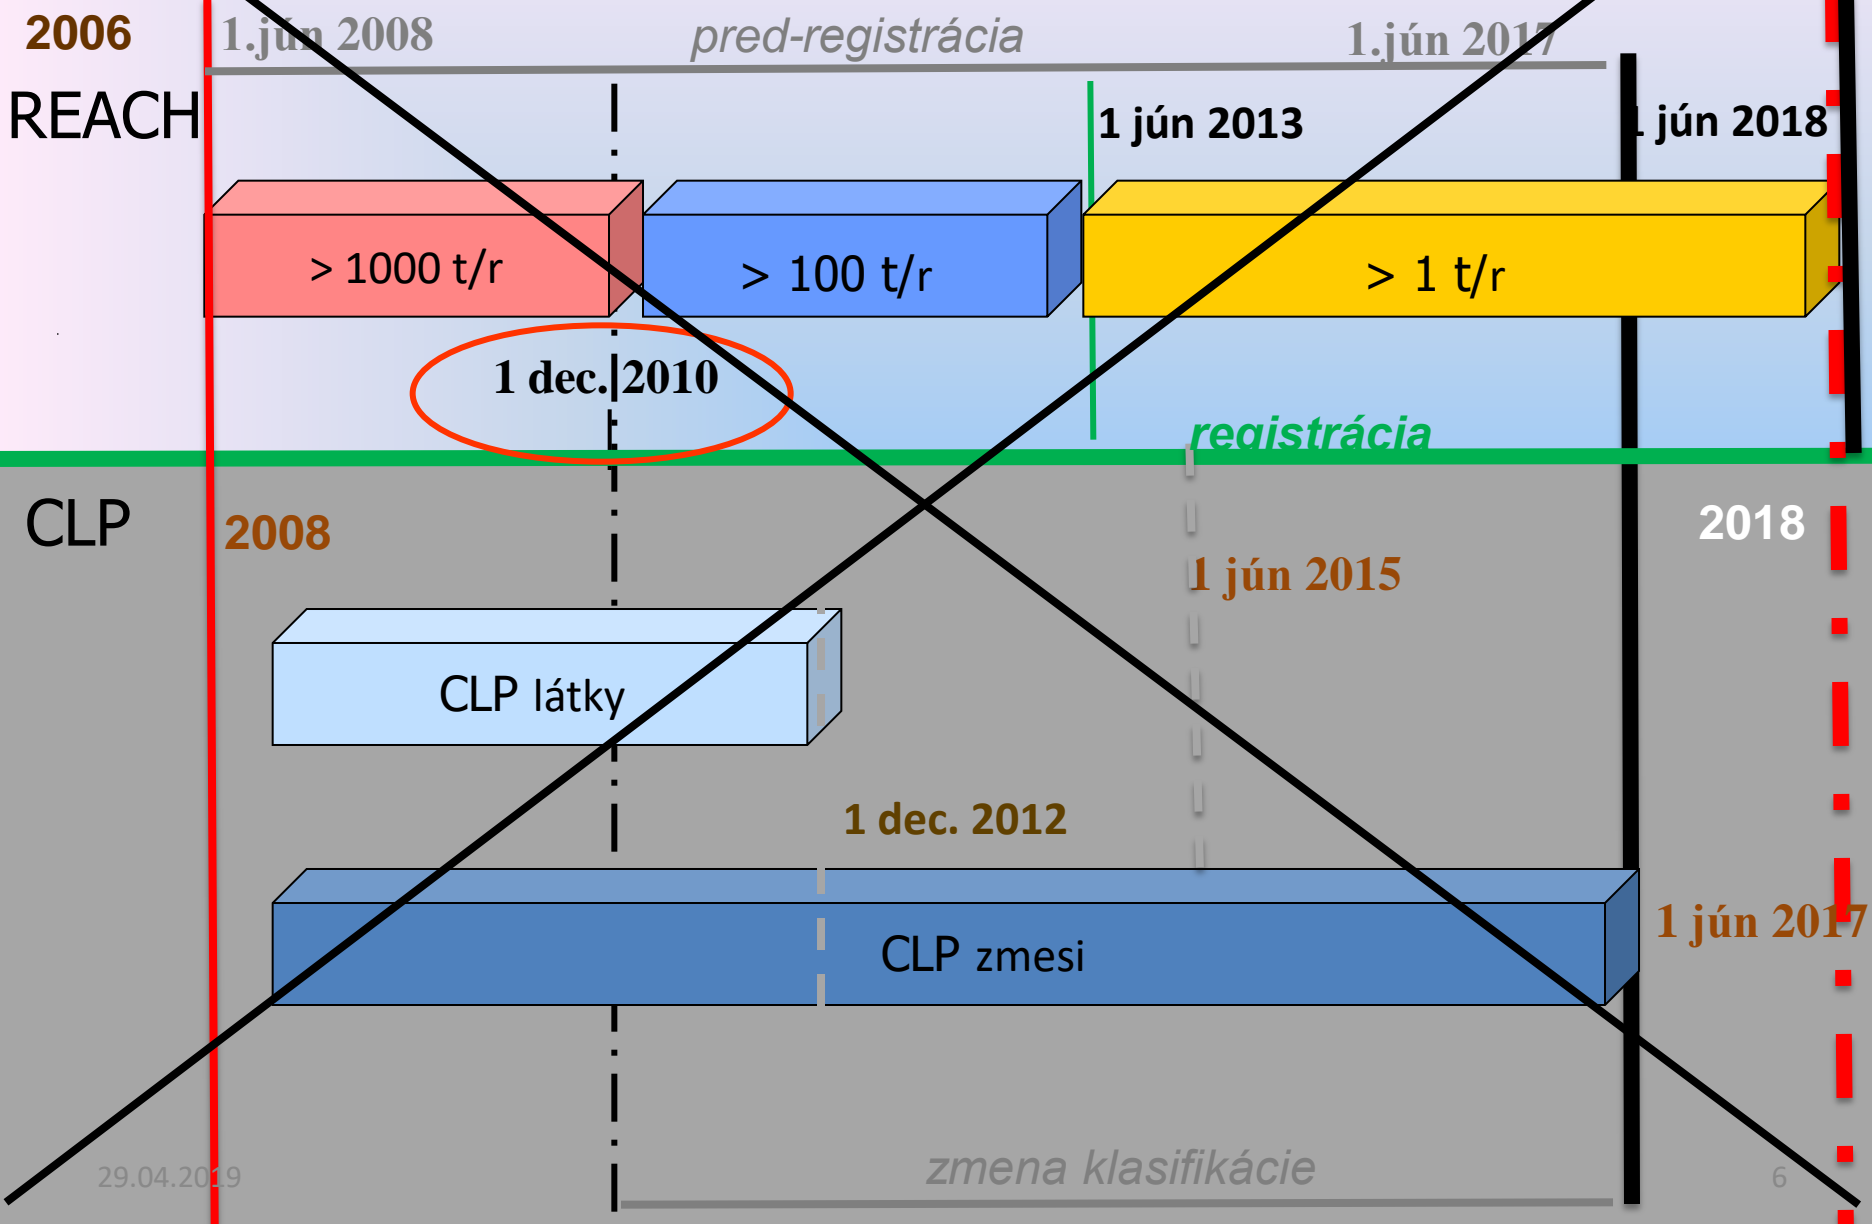 2006
1.jún 2008
pred-registrácia
1.jún 2017
REACH
1 jún 2013
1 jún 2018
> 1000 t/r
> 100 t/r
> 1 t/r
1 dec. 2010
registrácia
CLP
2008
2018
1 jún 2015
CLP látky
1 dec. 2012
CLP zmesi
1 jún 2017
zmena klasifikácie
29.04.2019
6